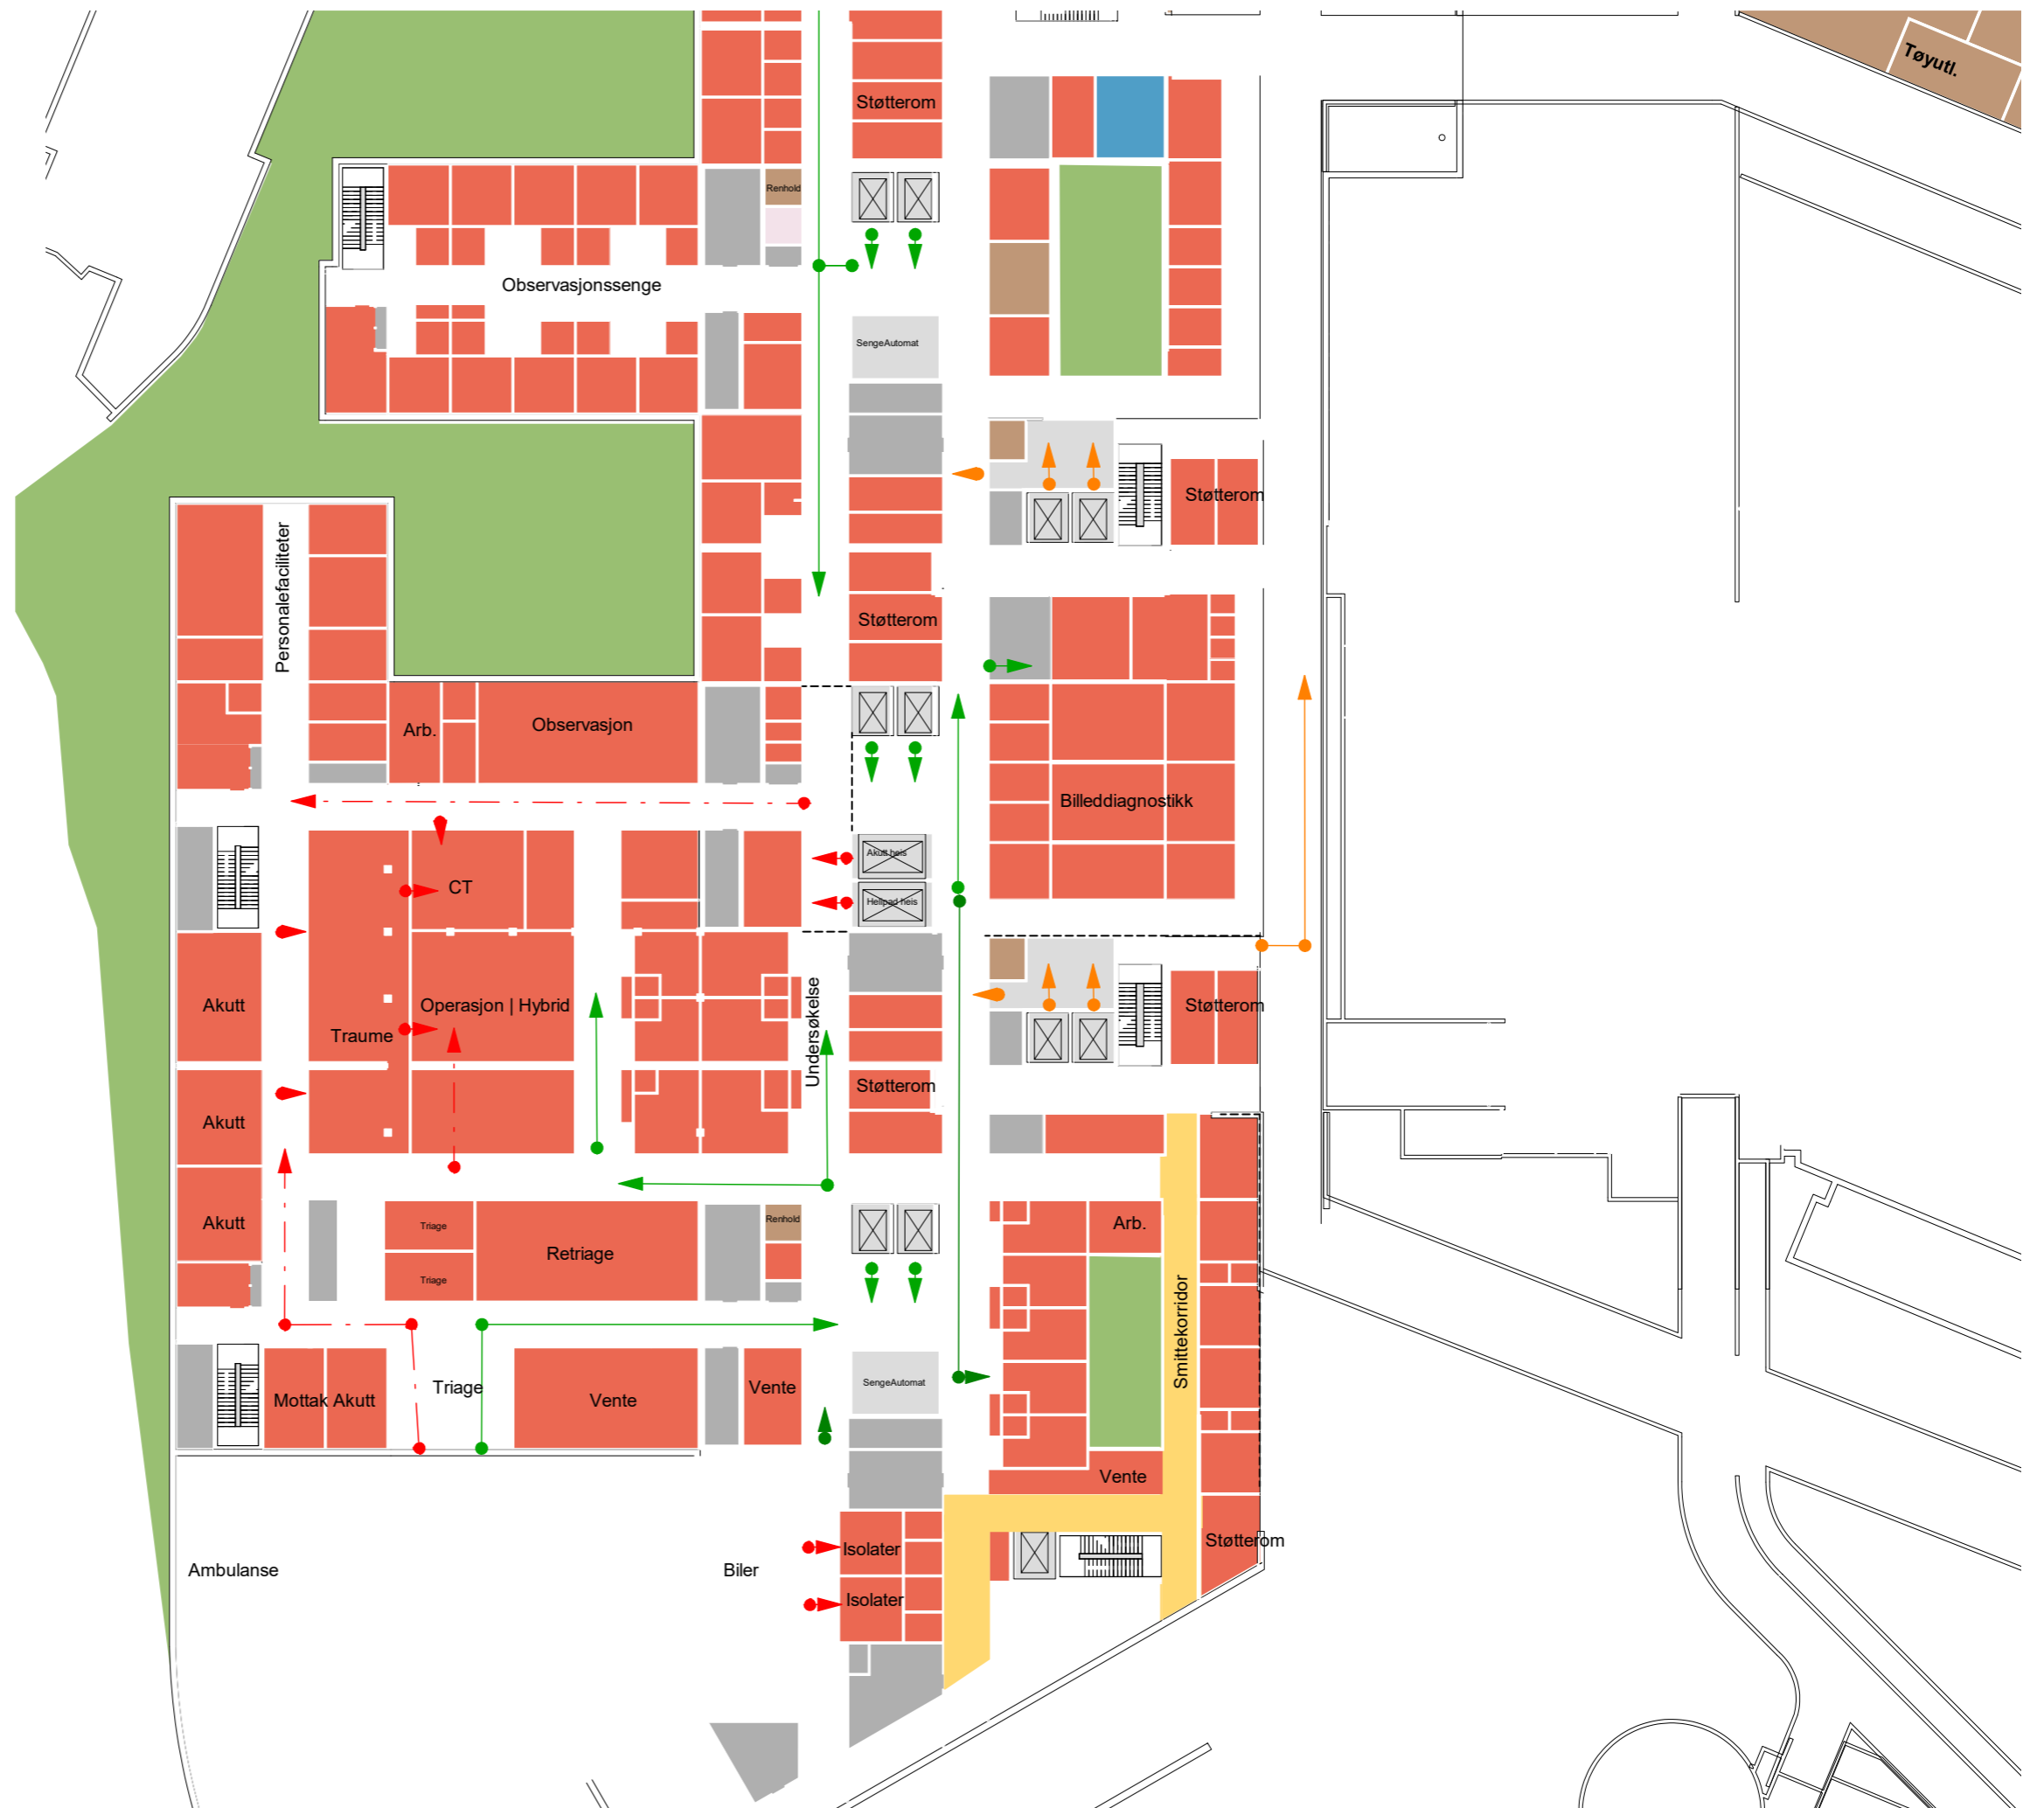 Tøyutl.
Støtterom
Renhold
Observasjonssenge
SengeAutomat
Støtterom
Personalefaciliteter
Støtterom
Arb.
Observasjon
Billeddiagnostikk
Akutt heis
CT
Helipad heis
Akutt
Operasjon | Hybrid
Traume
Undersøkelse
Støtterom
Støtterom
Akutt
Akutt
Triage
Retriage
Renhold
Arb.
Triage
Smittekorridor
Mottak Akutt
Triage
Vente
Vente
SengeAutomat
Vente
Støtterom
Isolater
Ambulanse
Biler
Isolater